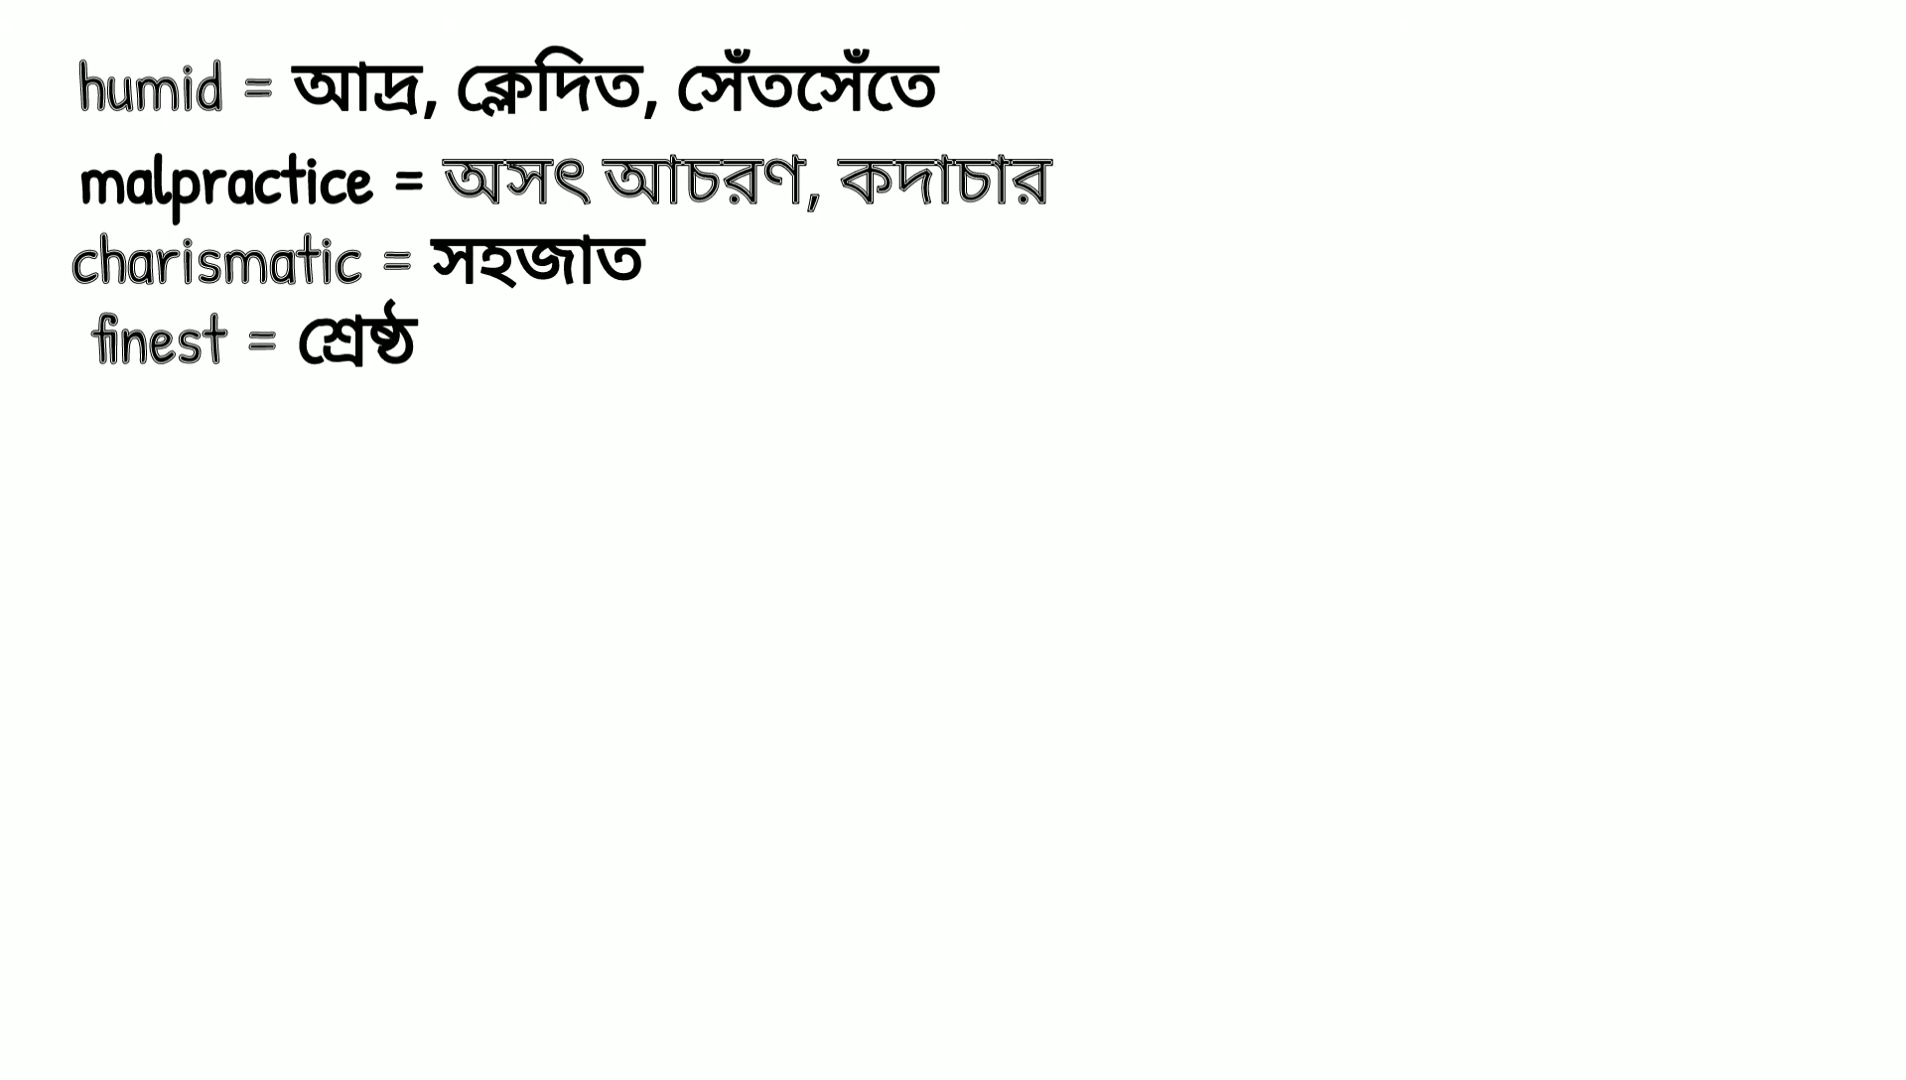 humid = আদ্র, ক্লেদিত, সেঁতসেঁতে
malpractice = অসৎ আচরণ, কদাচার
charismatic = সহজাত
finest = শ্রেষ্ঠ